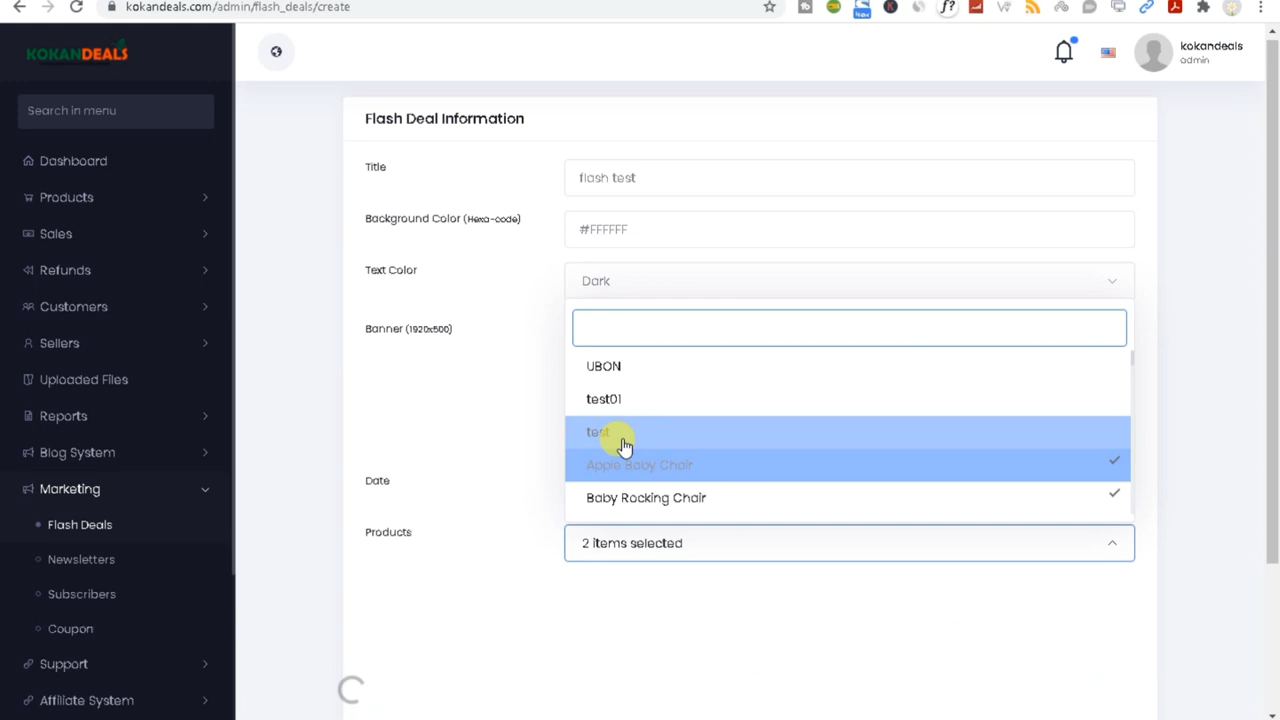 kokandeals.com/admin/flash_deals/create
New
KOKANDEALS
kokandeals
admin
Search in menu
Dashboard
Products
Sales
Refunds
Customers
Sellers
Uploaded Files
Reports
Blog System
Marketing
Flash Deals
Newsletters
Subscribers
Coupon
Support
Affiliate System
Flash Deal Information
Title
flash test
Background Color (Hexa-code)
#FFFFFF
Text Color
Dark
Banner (1920x500)
UBON
test01
test
Apple Baby Chair
Baby Rocking Chair
Date
Products
2 items selected